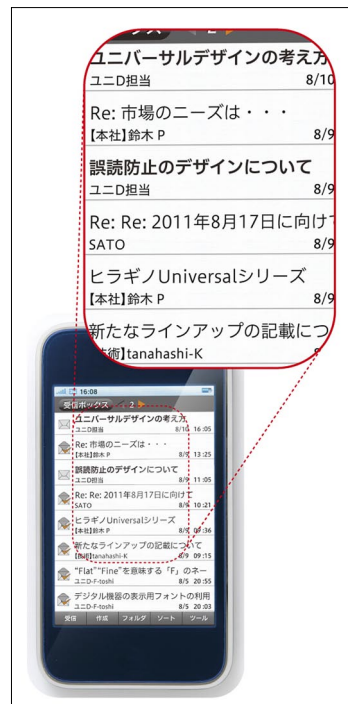 ックス 2
ユニバーサルデザインの考え方
ユニD担当 8/10
Re: 市場のニーズは・・・
【本社】鈴木 P 8/9
誤読防止のデザインについて
ユニD担当 8/9
Re: Re: 2011年8月17日に向けて
SATO 8/9
ヒラギノUniversalシリーズ
【本社】鈴木 P 8/9
新たなラインアップの記載につ
術】tanahashi-K
16:08
受信ボックス 2
ユニバーサルデザインの考え方
ユニD担当 8/10 16:05
Re: 市場のニーズは・・・
【本社】鈴木 P 8/9 13:25
誤読防止のデザインについて
ユニD担当 8/9 11:05
Re: Re: 2011年8月17日に向けて
SATO 8/9 10:21
ヒラギノUniversalシリーズ
【本社】鈴木 P 8/9 09:36
新たなラインアップの記載について
【技術】tanahashi-K 8/9 09:15
“Flat”“Fine”を意味する「F」のネー
ユニD-F-toshi 8/5 20:55
デジタル機器の表示用フォントの利用
ユニD-F-toshi 8/5 20:03
受信 作成 フォルダ ソート ツール